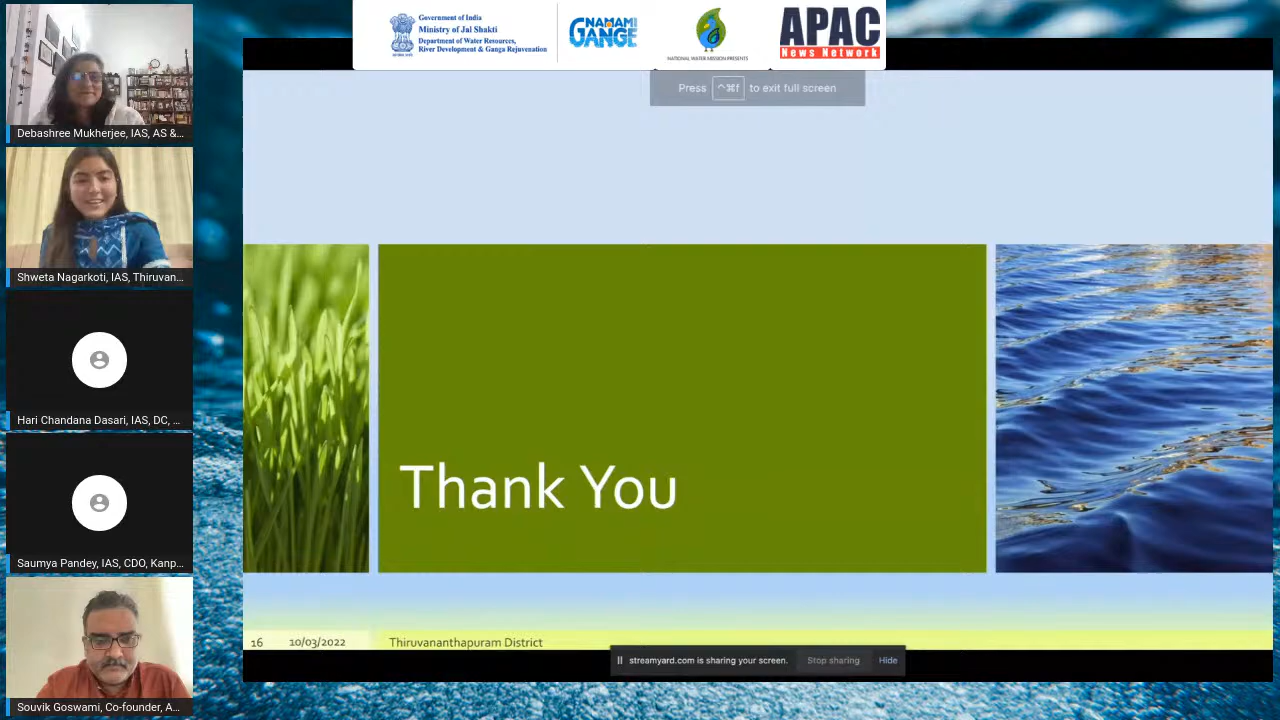 Government of India
Ministry of Jal Shakti
Department of Water Resources,
River Development & Ganga Rejuvenation
NAMAMI
GANGE
NATIONAL WATER MISSION PRESENTS
APAC
News Network
Press ^⌘f to exit full screen
Debashree Mukherjee, IAS, AS &...
Shweta Nagarkoti, IAS, Thiruvan...
Hari Chandana Dasari, IAS, DC, ...
Saumya Pandey, IAS, CDO, Kanp...
Souvik Goswami, Co-founder, A...
Thank You
16 10/03/2022 Thiruvananthapuram District
streamyard.com is sharing your screen. Stop sharing Hide